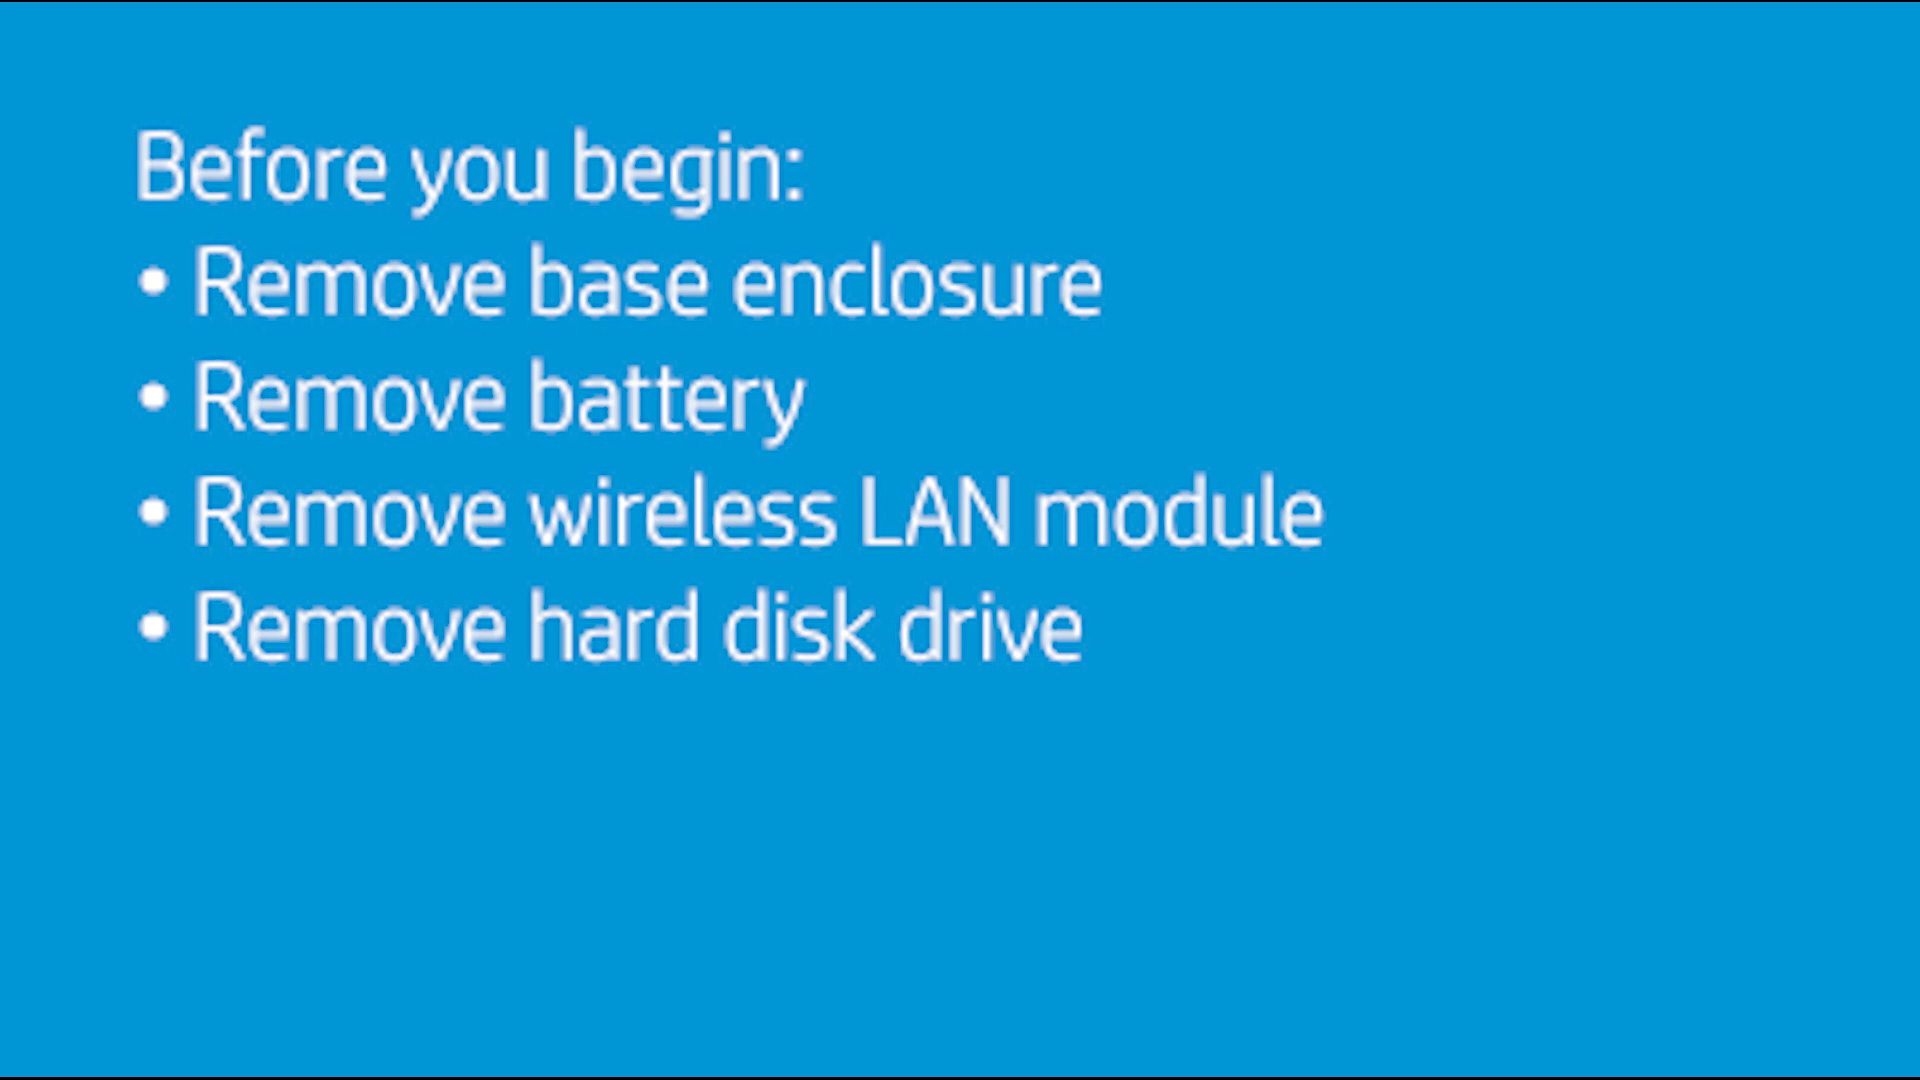 Before you begin:
• Remove base enclosure
• Remove battery
• Remove wireless LAN module
• Remove hard disk drive